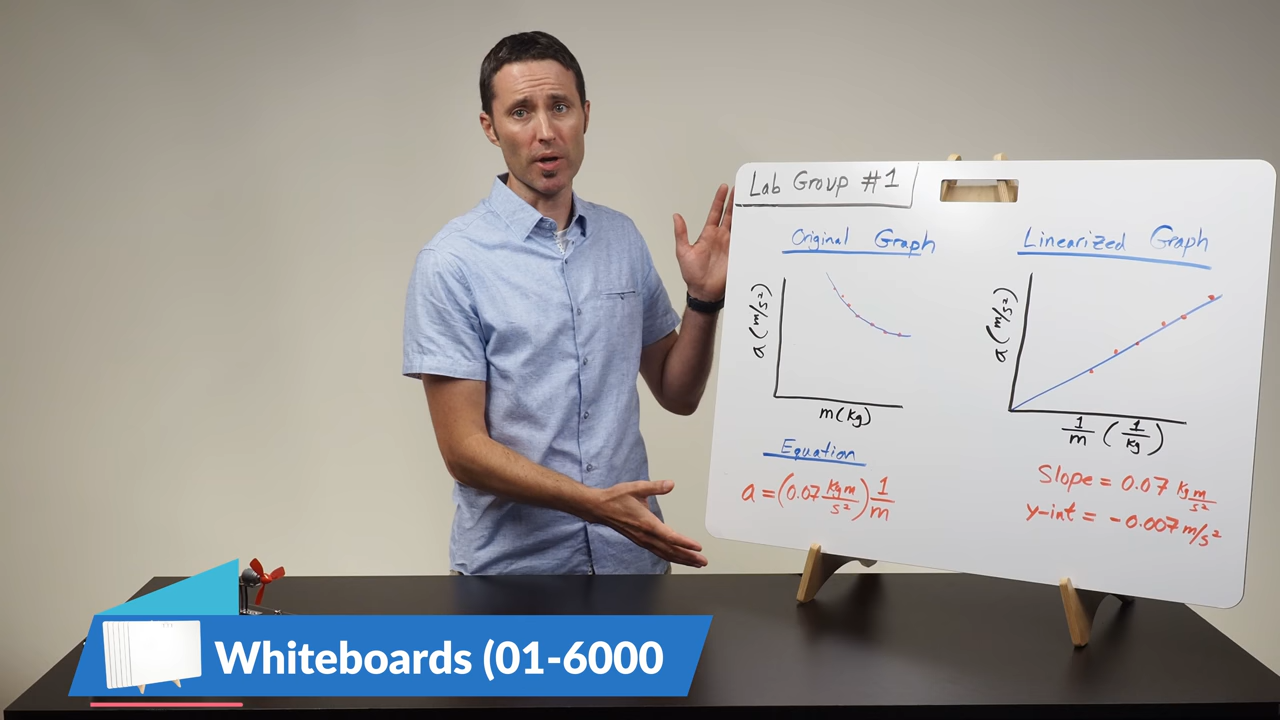 Lab Group #1
Original Graph
a (m/s²)
m (kg)
Linearized Graph
a (m/s²)
1/m (1/kg)
Equation
a = (0.07 kg m/s²) 1/m
Slope = 0.07 kg m/s²
y-int = -0.007 m/s²
Whiteboards (01-6000